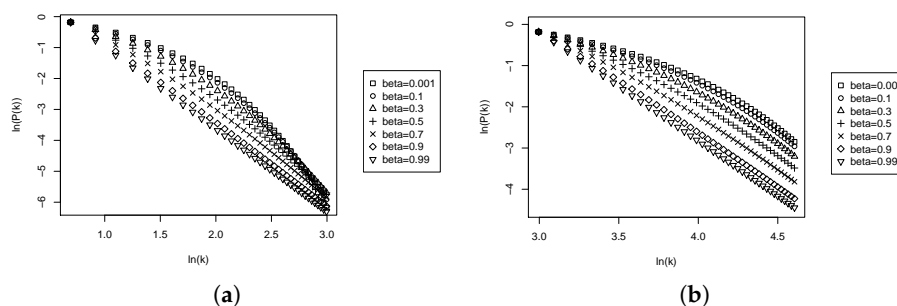 0
−1
−2
−3
−4
−5
−6
ln(P(k))
1.0
1.5
2.0
2.5
3.0
ln(k)
beta=0.001
beta=0.1
beta=0.3
beta=0.5
beta=0.7
beta=0.9
beta=0.99
(a)
0
−1
−2
−3
−4
ln(P(k))
3.0
3.5
4.0
4.5
ln(k)
beta=0.00
beta=0.1
beta=0.3
beta=0.5
beta=0.7
beta=0.9
beta=0.99
(b)